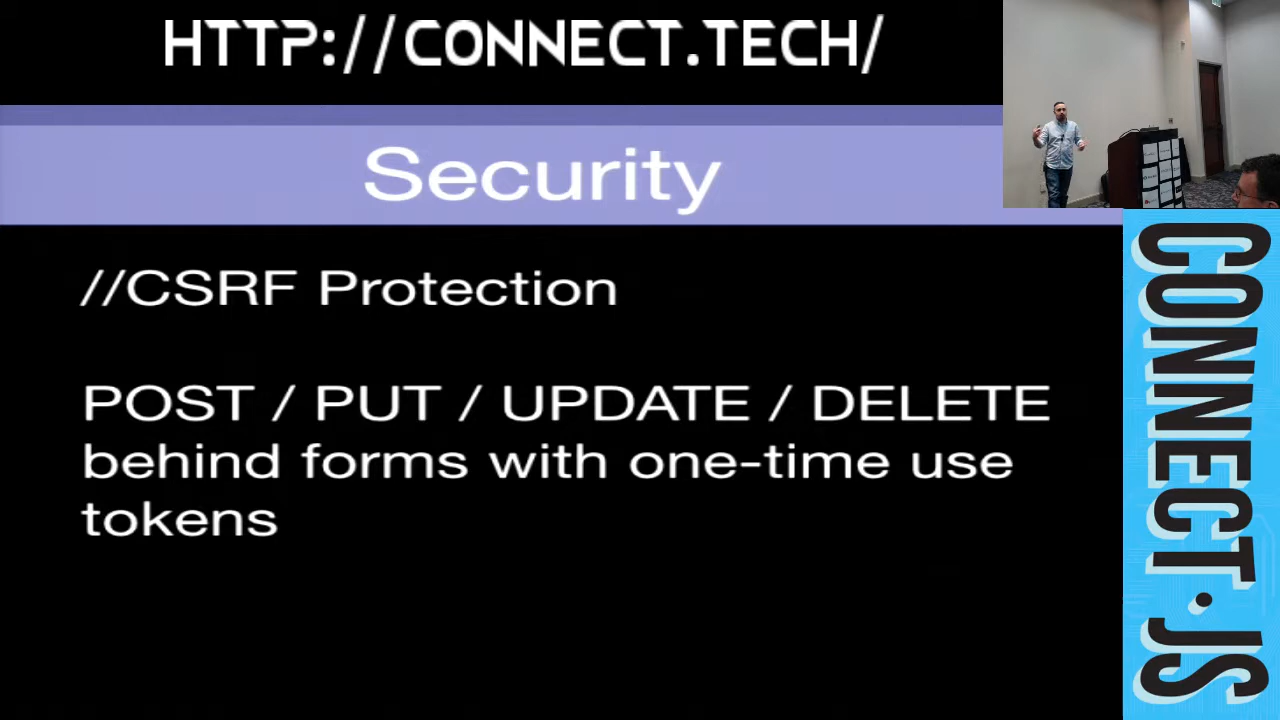 HTTP://CONNECT.TECH/
Security
//CSRF Protection
POST / PUT / UPDATE / DELETE
behind forms with one-time use
tokens
CONNECT.JS